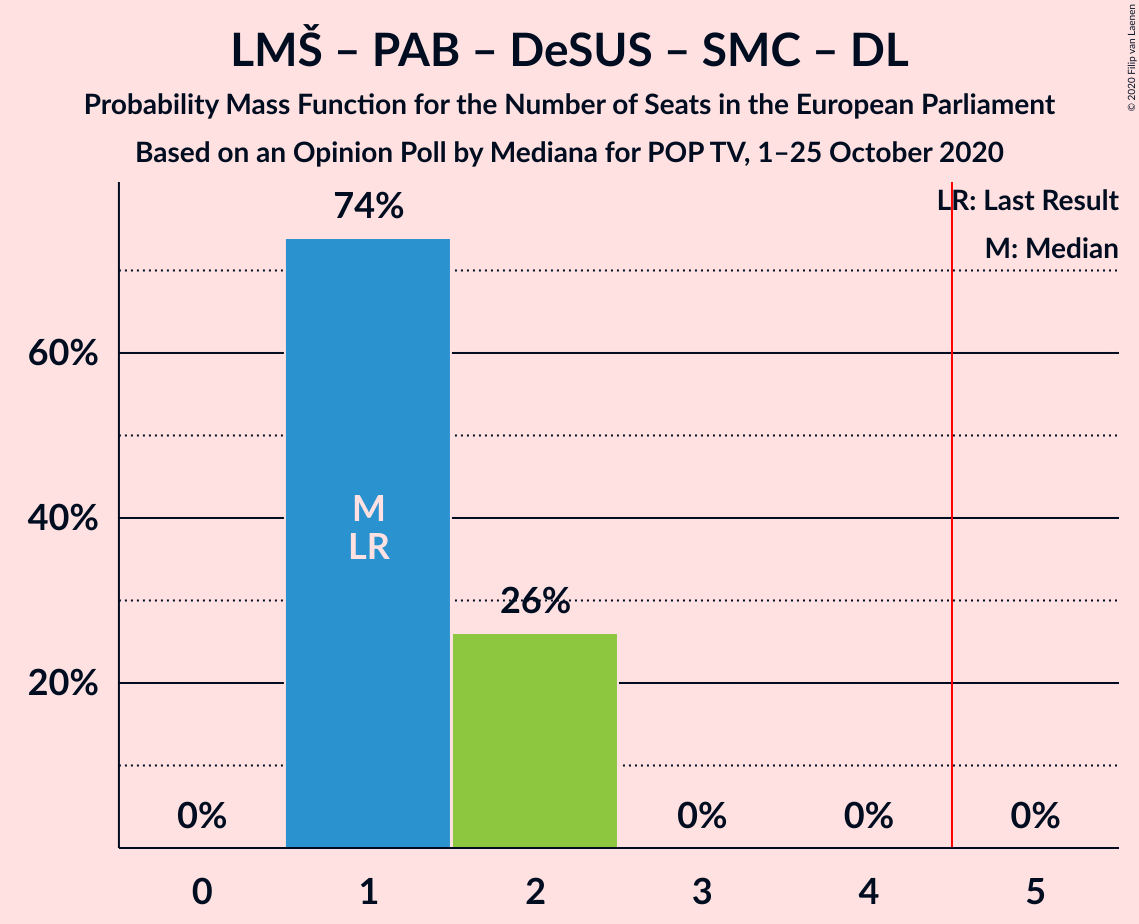 LMŠ – PAB – DeSUS – SMC – DL
Probability Mass Function for the Number of Seats in the European Parliament
Based on an Opinion Poll by Mediana for POP TV, 1–25 October 2020
© 2020 Filip van Laenen
LR: Last Result
M: Median
74%
60%
40%
20%
M
LR
26%
0%
0%
0%
0%
0
1
2
3
4
5